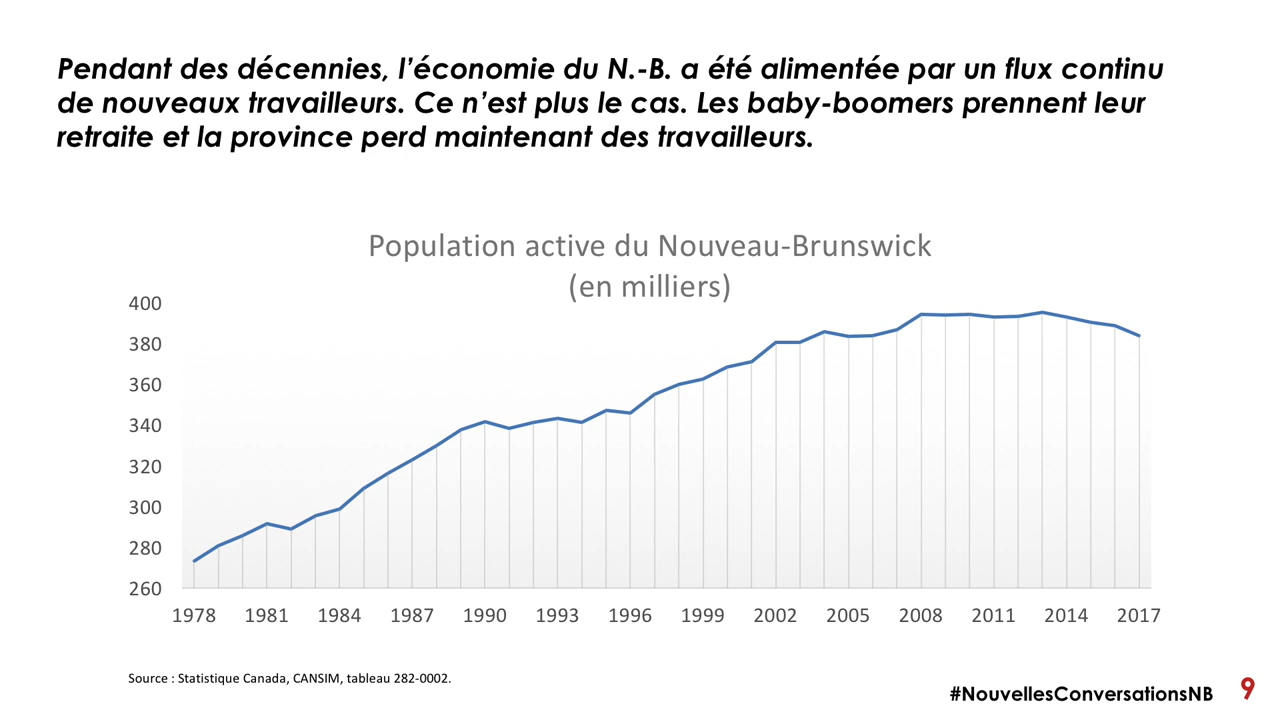 Pendant des décennies, l’économie du N.-B. a été alimentée par un flux continu
de nouveaux travailleurs. Ce n’est plus le cas. Les baby-boomers prennent leur
retraite et la province perd maintenant des travailleurs.
Population active du Nouveau-Brunswick
(en milliers)
400
380
360
340
320
300
280
260
1978 1981 1984 1987 1990 1993 1996 1999 2002 2005 2008 2011 2014 2017
Source : Statistique Canada, CANSIM, tableau 282-0002.
#NouvellesConversationsNB 9